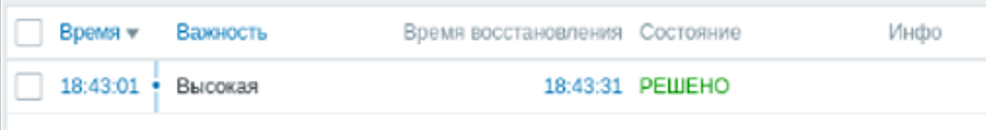 Время ▼ Важность Время восстановления Состояние Инфо
18:43:01 Высокая 18:43:31 РЕШЕНО